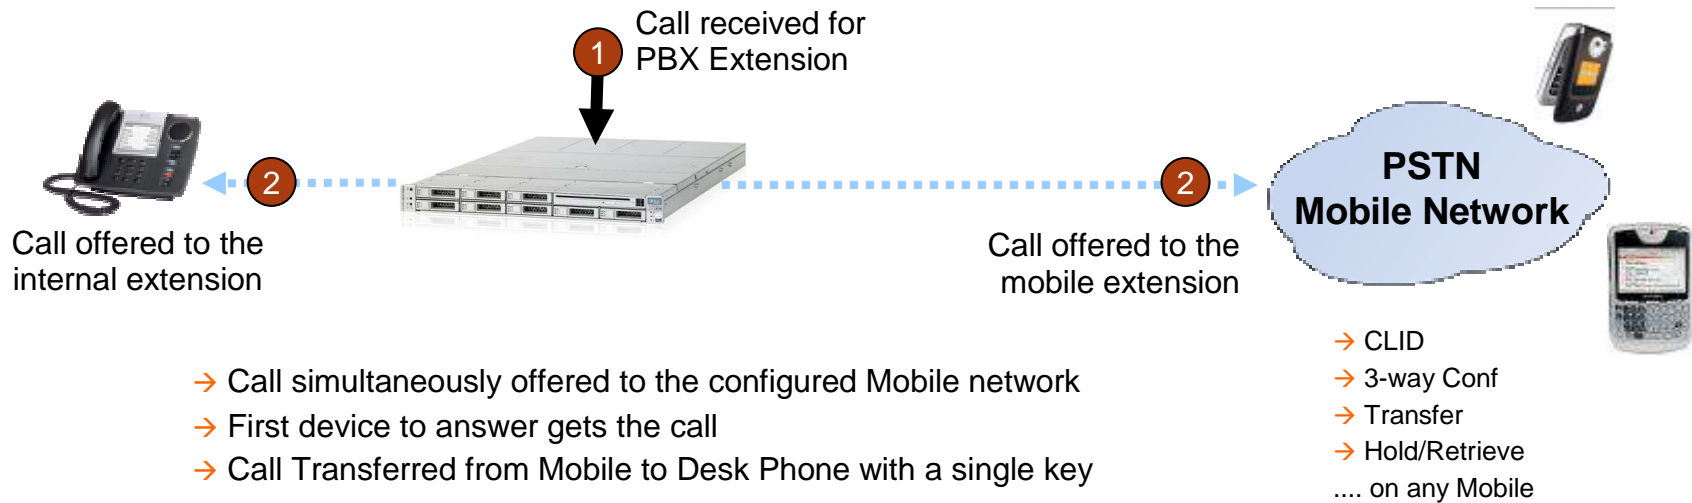 Call received for
PBX Extension
1
2
2
PSTN
Mobile Network
Call offered to the
internal extension
Call offered to the
mobile extension
→ Call simultaneously offered to the configured Mobile network
→ First device to answer gets the call
→ Call Transferred from Mobile to Desk Phone with a single key
→ CLID
→ 3-way Conf
→ Transfer
→ Hold/Retrieve
.... on any Mobile